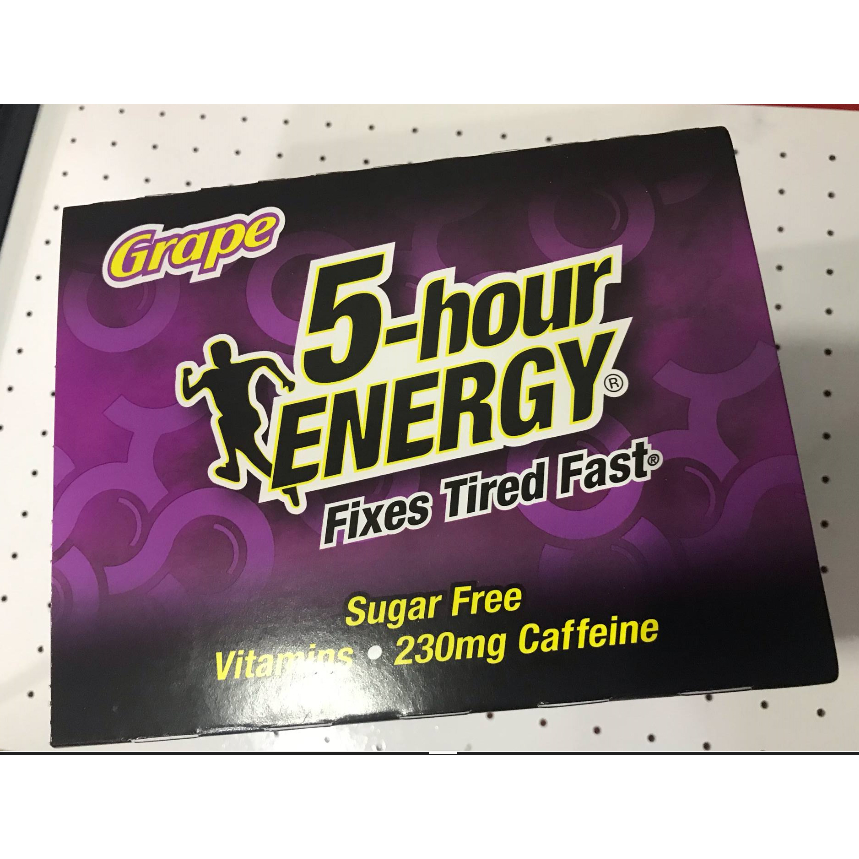 Grape
5-hour
ENERGY®
Fixes Tired Fast®
Sugar Free
Vitamins • 230mg Caffeine